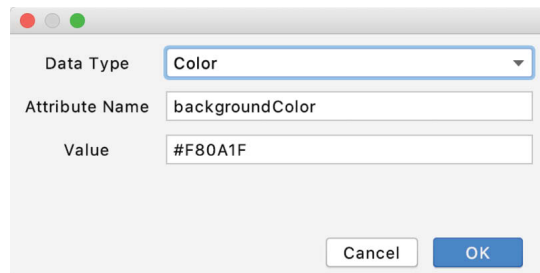 Data Type Color
Attribute Name backgroundColor
Value #F80A1F
Cancel OK